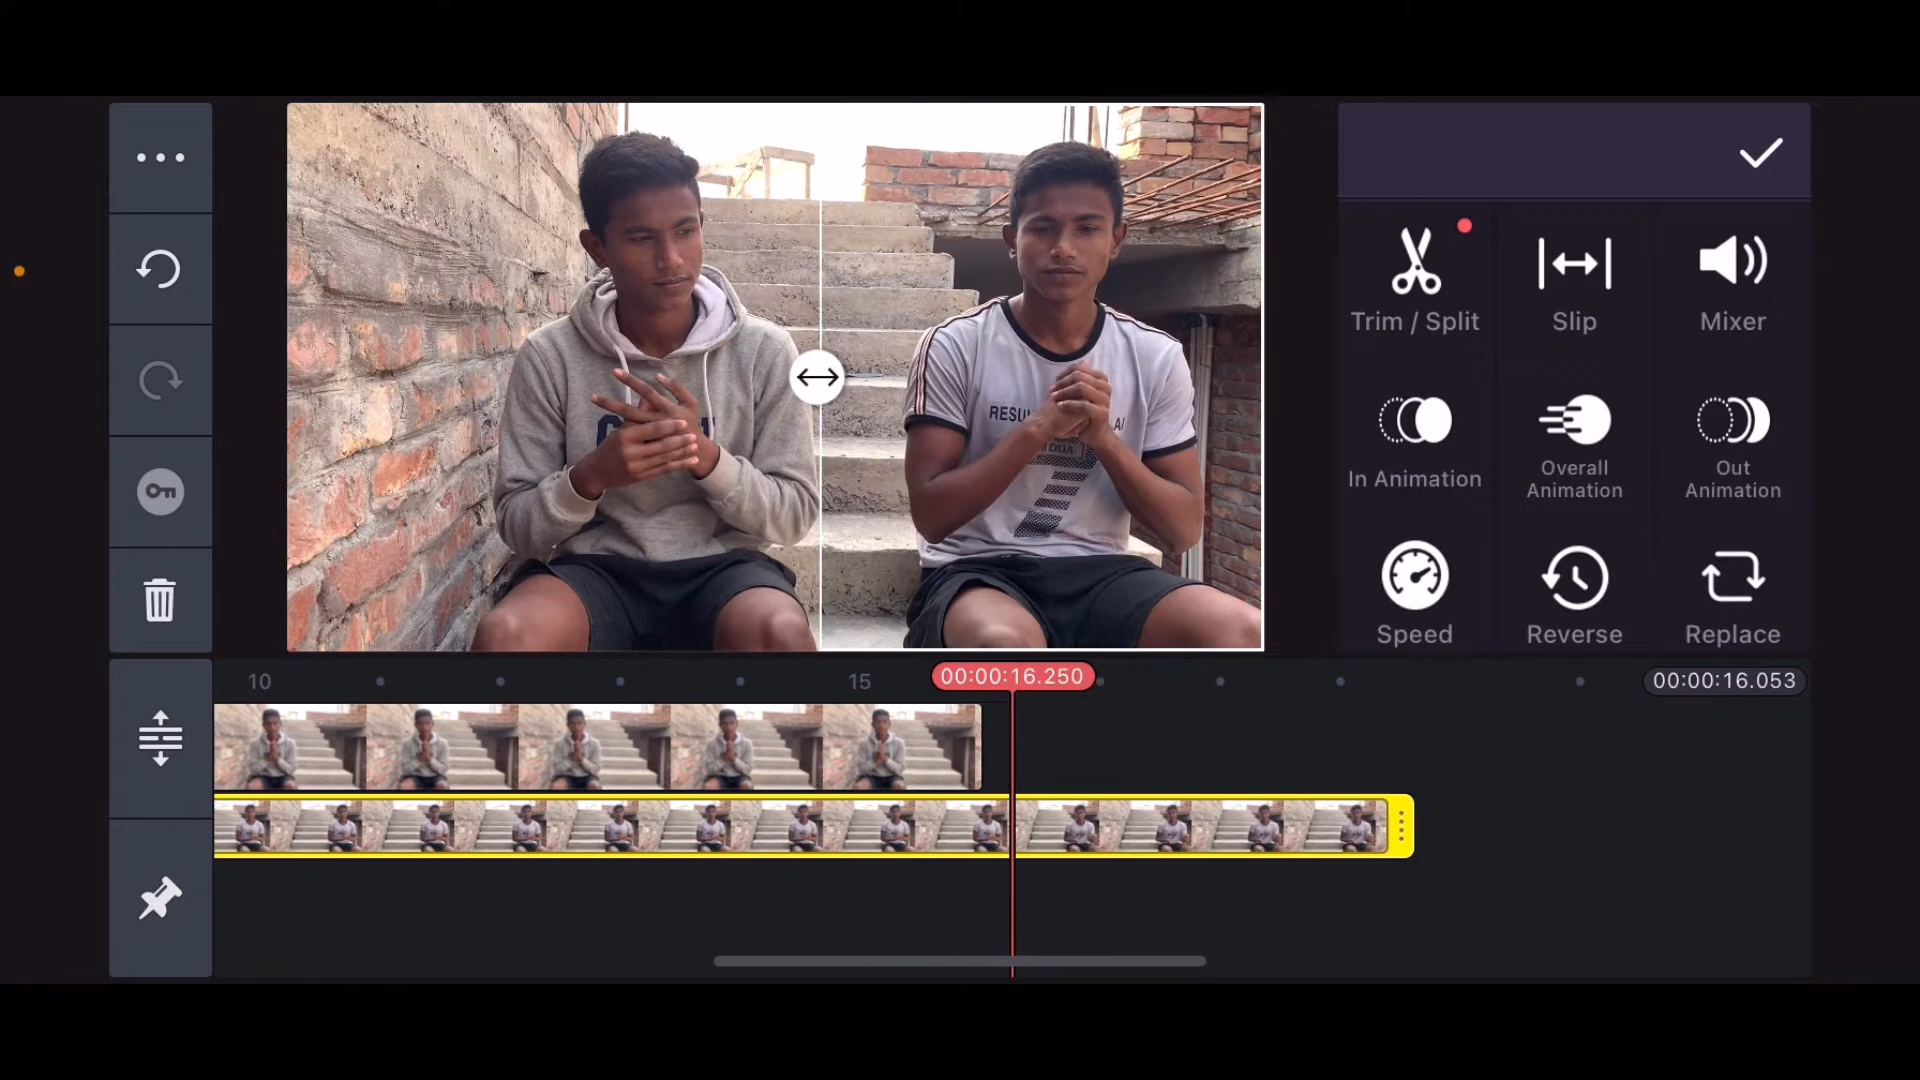 Trim / Split
Slip
Mixer
In Animation
Overall
Animation
Out
Animation
Speed
Reverse
Replace
10
15
00:00:16.250
00:00:16.053